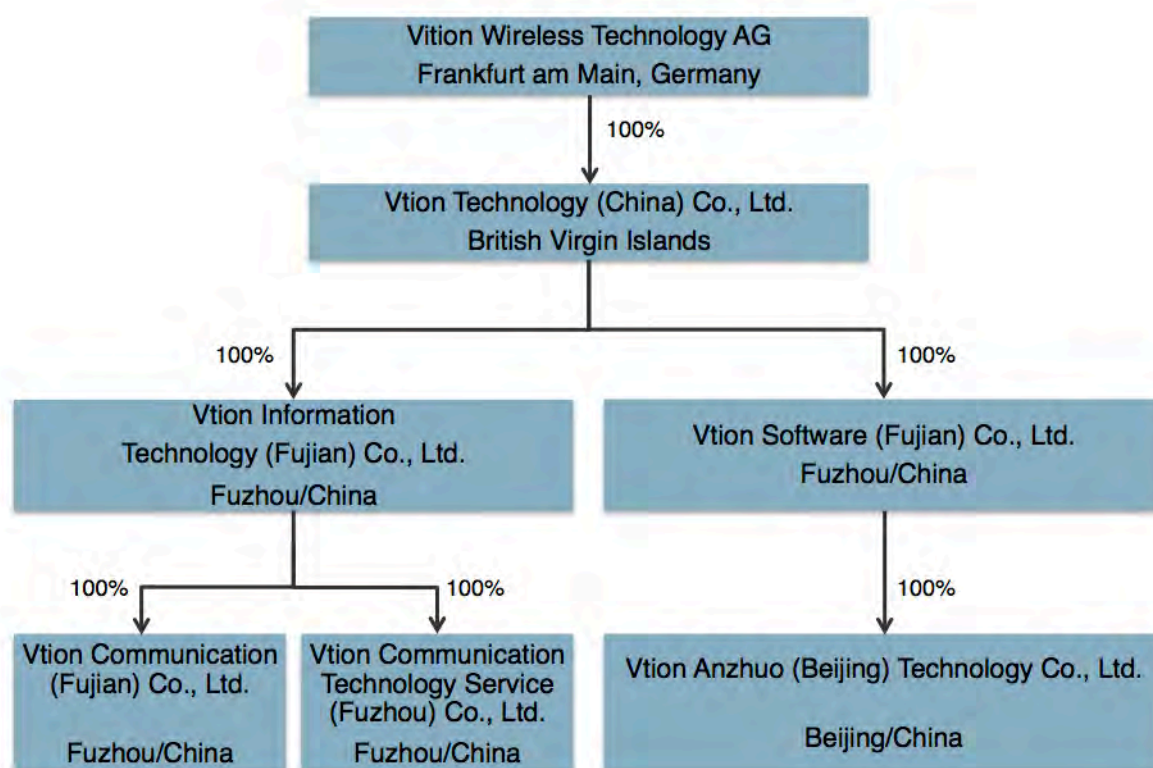 Vition Wireless Technology AG
Frankfurt am Main, Germany
100%
Vtion Technology (China) Co., Ltd.
British Virgin Islands
100%
100%
Vtion Information
Technology (Fujian) Co., Ltd.
Fuzhou/China
Vtion Software (Fujian) Co., Ltd.
Fuzhou/China
100%
100%
100%
Vtion Communication
(Fujian) Co., Ltd.
Fuzhou/China
Vtion Communication
Technology Service
(Fuzhou) Co., Ltd.
Fuzhou/China
Vtion Anzhuo (Beijing) Technology Co., Ltd.
Beijing/China